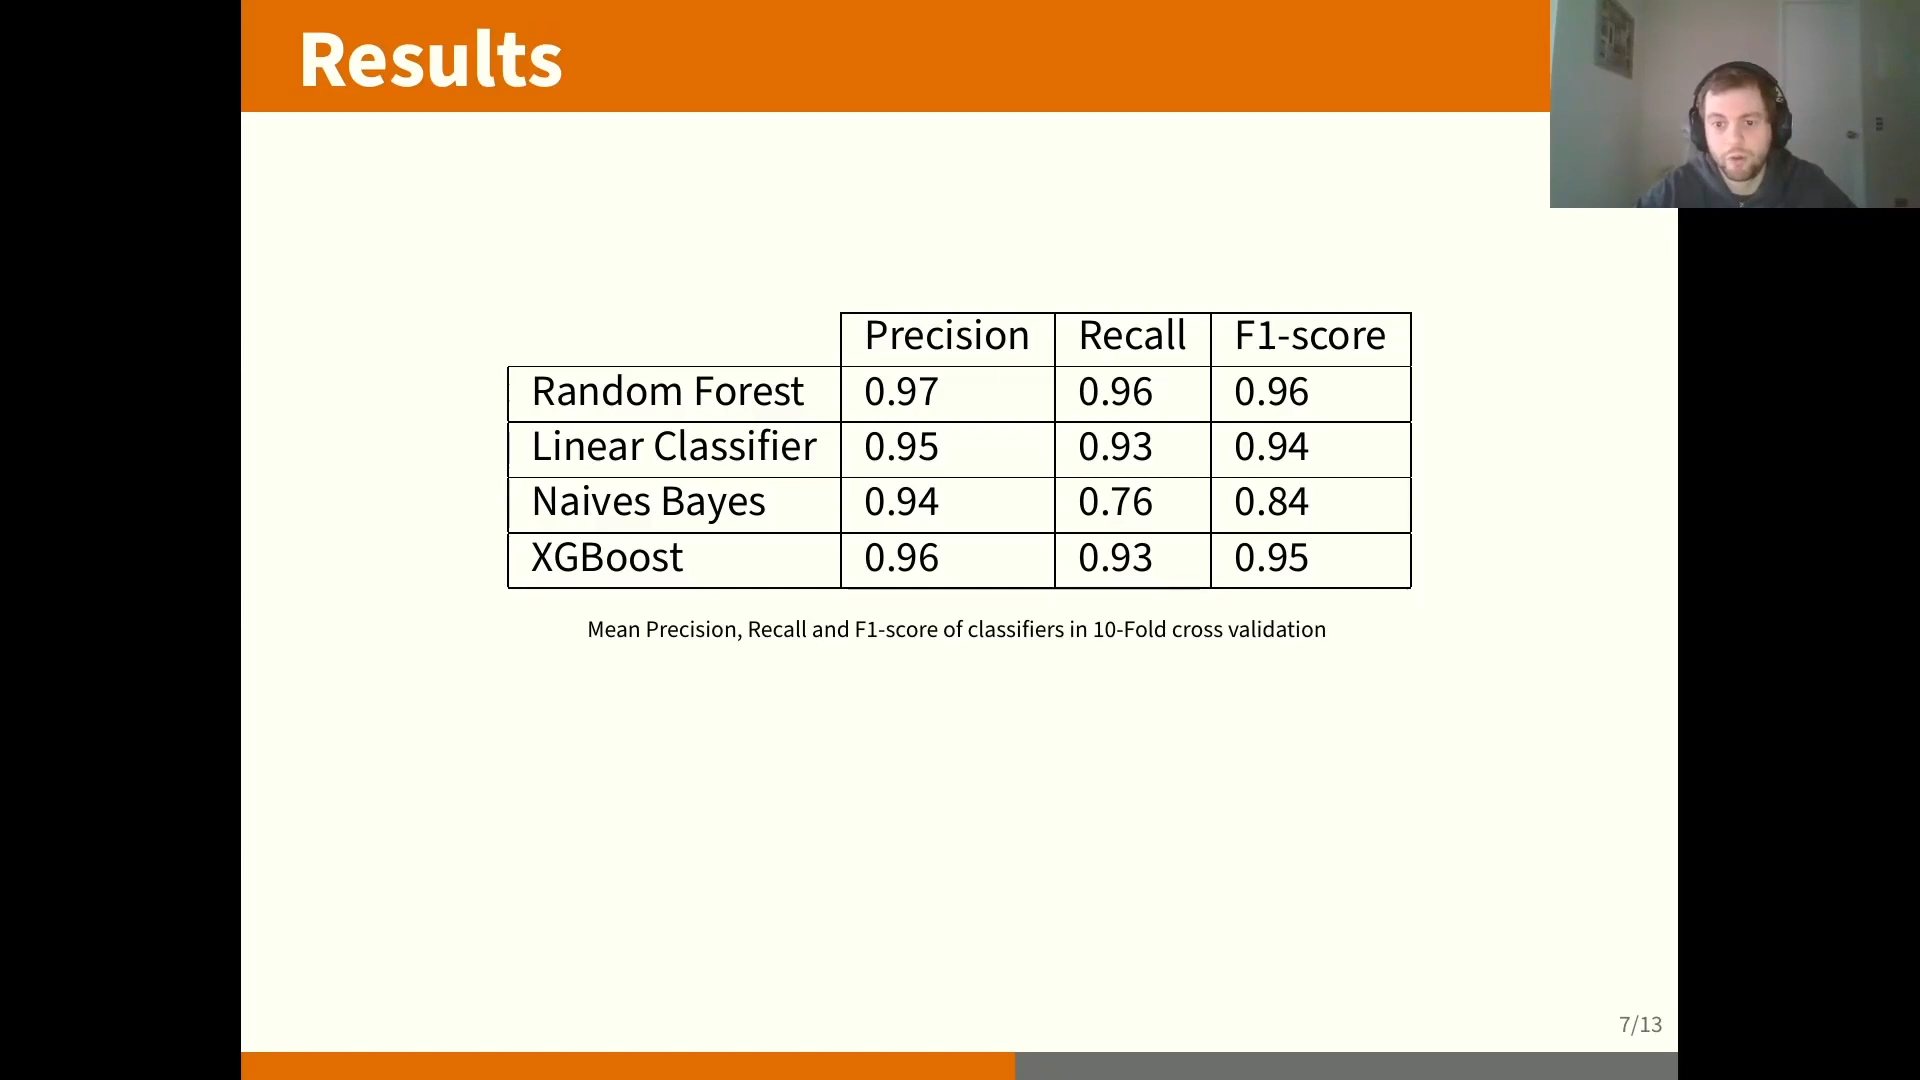 Results
Precision Recall F1-score
Random Forest 0.97 0.96 0.96
Linear Classifier 0.95 0.93 0.94
Naives Bayes 0.94 0.76 0.84
XGBoost 0.96 0.93 0.95
Mean Precision, Recall and F1-score of classifiers in 10-Fold cross validation
7/13